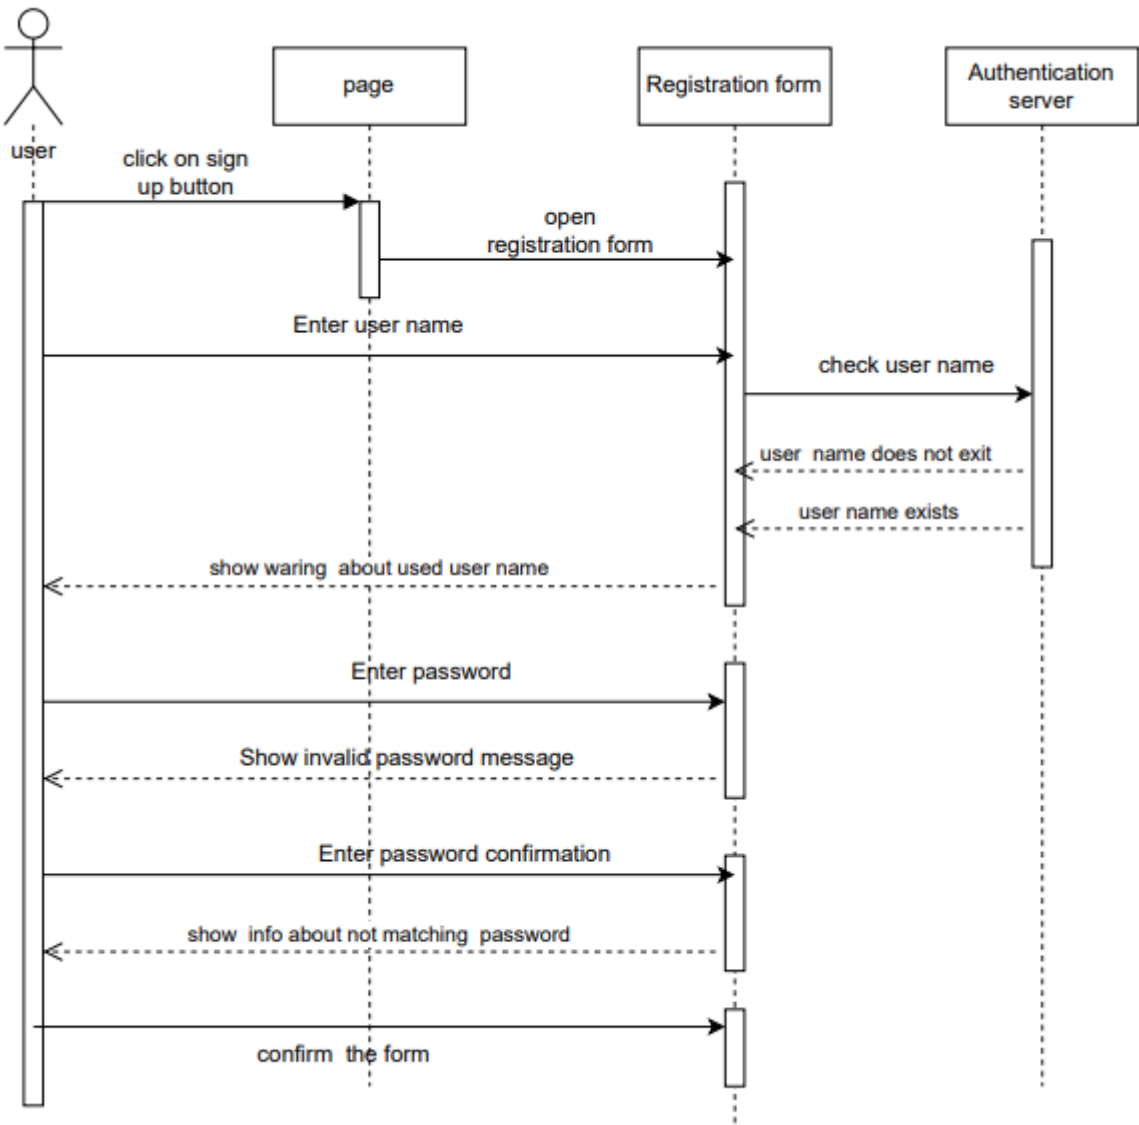 user
page
Registration form
Authentication
server
click on sign
up button
open
registration form
Enter user name
check user name
user name does not exit
user name exists
show waring about used user name
Enter password
Show invalid password message
Enter password confirmation
show info about not matching password
confirm the form